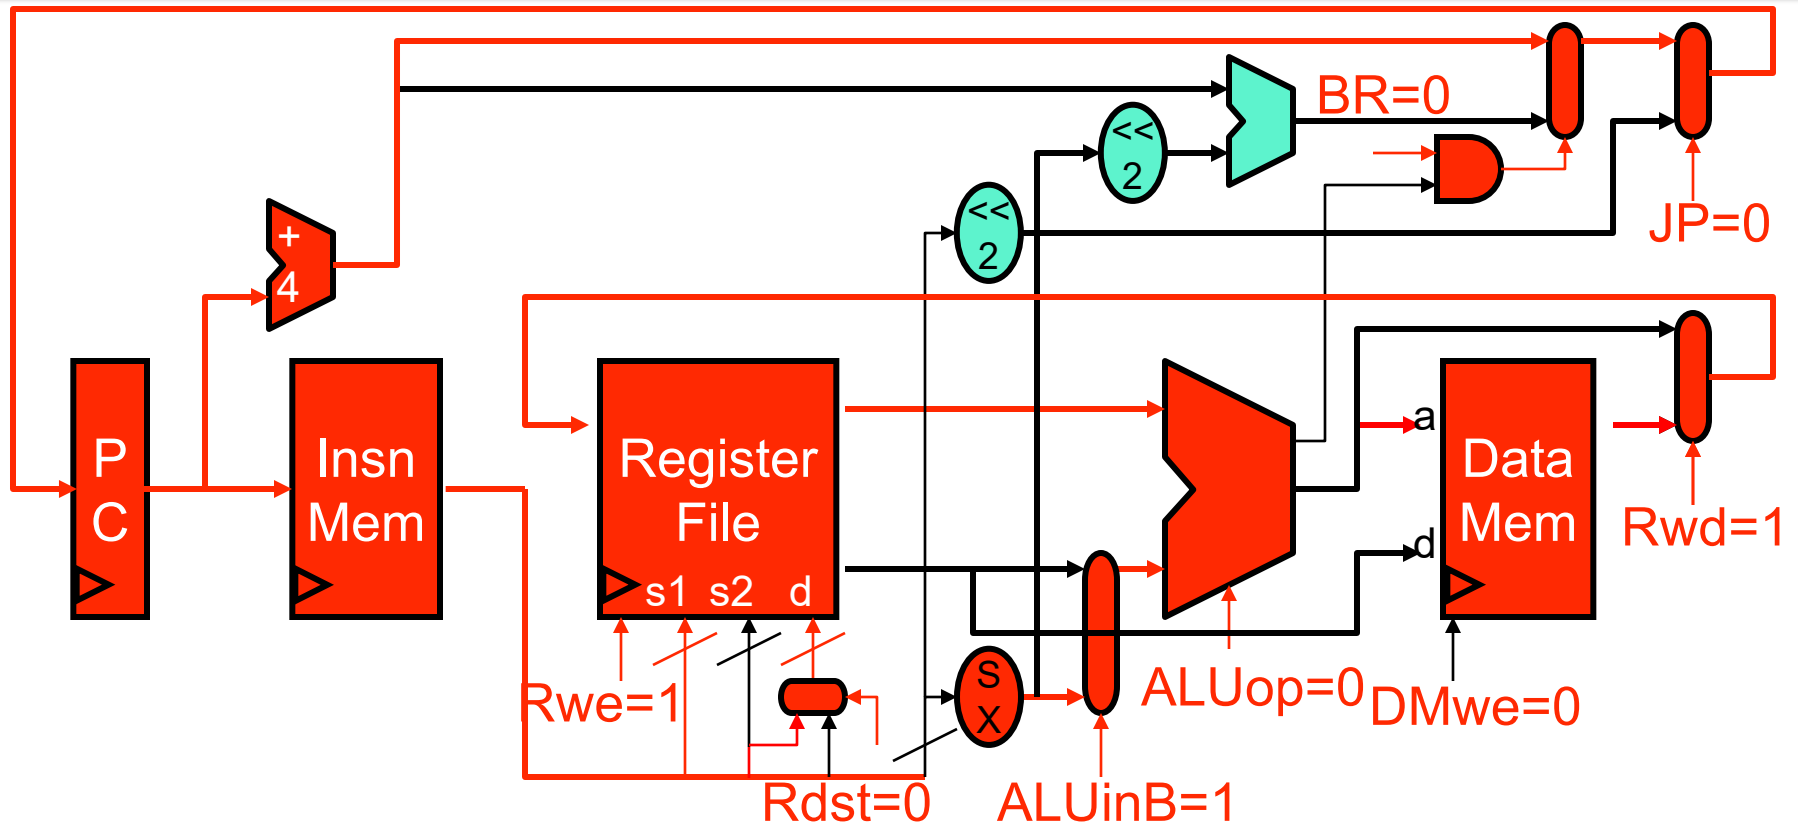 BR=0
<<
2
<<
2
JP=0
+
4
P
C
Insn
Mem
Register
File
s1 s2 d
a
d
Data
Mem
Rwd=1
Rwe=1
S
X
ALUop=0
DMwe=0
Rdst=0
ALUinB=1